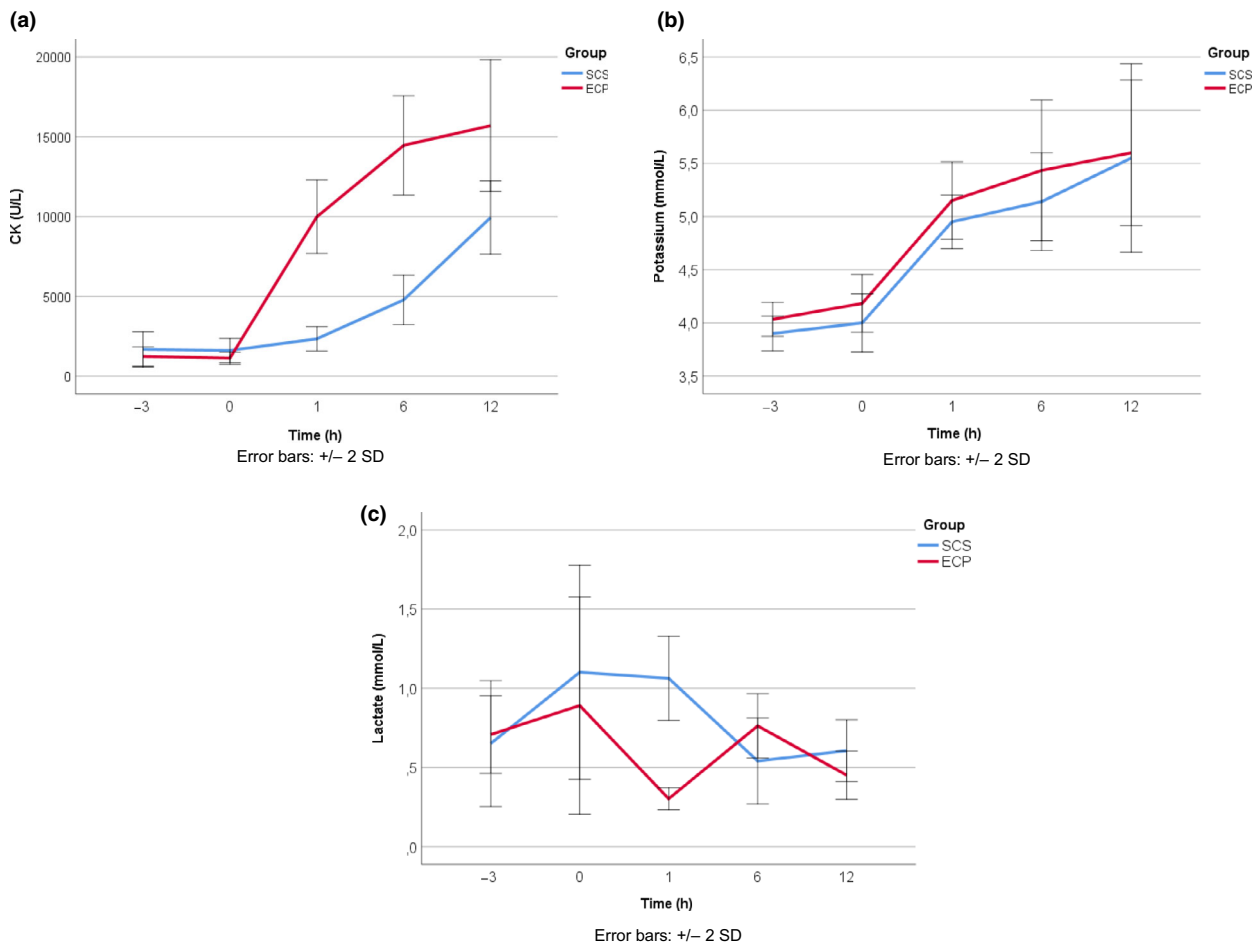 (a)
Group
SCS
ECP
20000
15000
10000
5000
0
CK (U/L)
–3 0 1 6 12
Time (h)
Error bars: +/– 2 SD
(b)
Group
SCS
ECP
6,5
6,0
5,5
5,0
4,5
4,0
3,5
Potassium (mmol/L)
–3 0 1 6 12
Time (h)
Error bars: +/– 2 SD
(c)
Group
SCS
ECP
2,0
1,5
1,0
,5
,0
Lactate (mmol/L)
–3 0 1 6 12
Time (h)
Error bars: +/– 2 SD